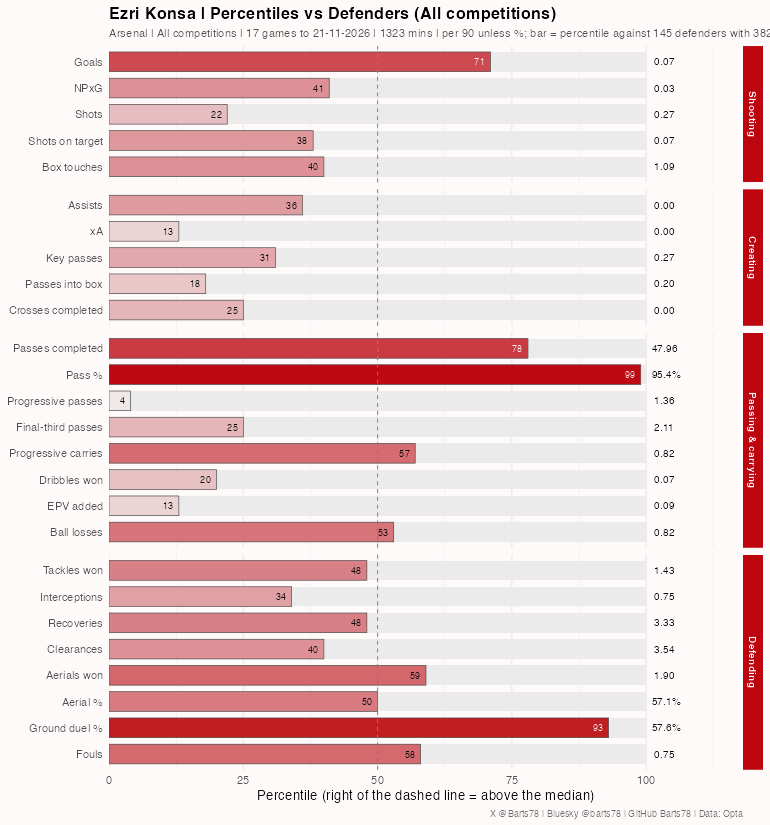 Ezri Konsa | Percentiles vs Defenders (All competitions)
Arsenal | All competitions | 17 games to 21-11-2026 | 1323 mins | per 90 unless %; bar = percentile against 145 defenders with 382
Shooting
Goals 71 0.07
NPxG 41 0.03
Shots 22 0.27
Shots on target 38 0.07
Box touches 40 1.09
Creating
Assists 36 0.00
xA 13 0.00
Key passes 31 0.27
Passes into box 18 0.20
Crosses completed 25 0.00
Passing & carrying
Passes completed 78 47.96
Pass % 99 95.4%
Progressive passes 4 1.36
Final-third passes 25 2.11
Progressive carries 57 0.82
Dribbles won 20 0.07
EPV added 13 0.09
Ball losses 53 0.82
Defending
Tackles won 48 1.43
Interceptions 34 0.75
Recoveries 48 3.33
Clearances 40 3.54
Aerials won 59 1.90
Aerial % 50 57.1%
Ground duel % 93 57.6%
Fouls 58 0.75
0 25 50 75 100
Percentile (right of the dashed line = above the median)
X @Barts78 | Bluesky @barts78 | GitHub Barts78 | Data: Opta